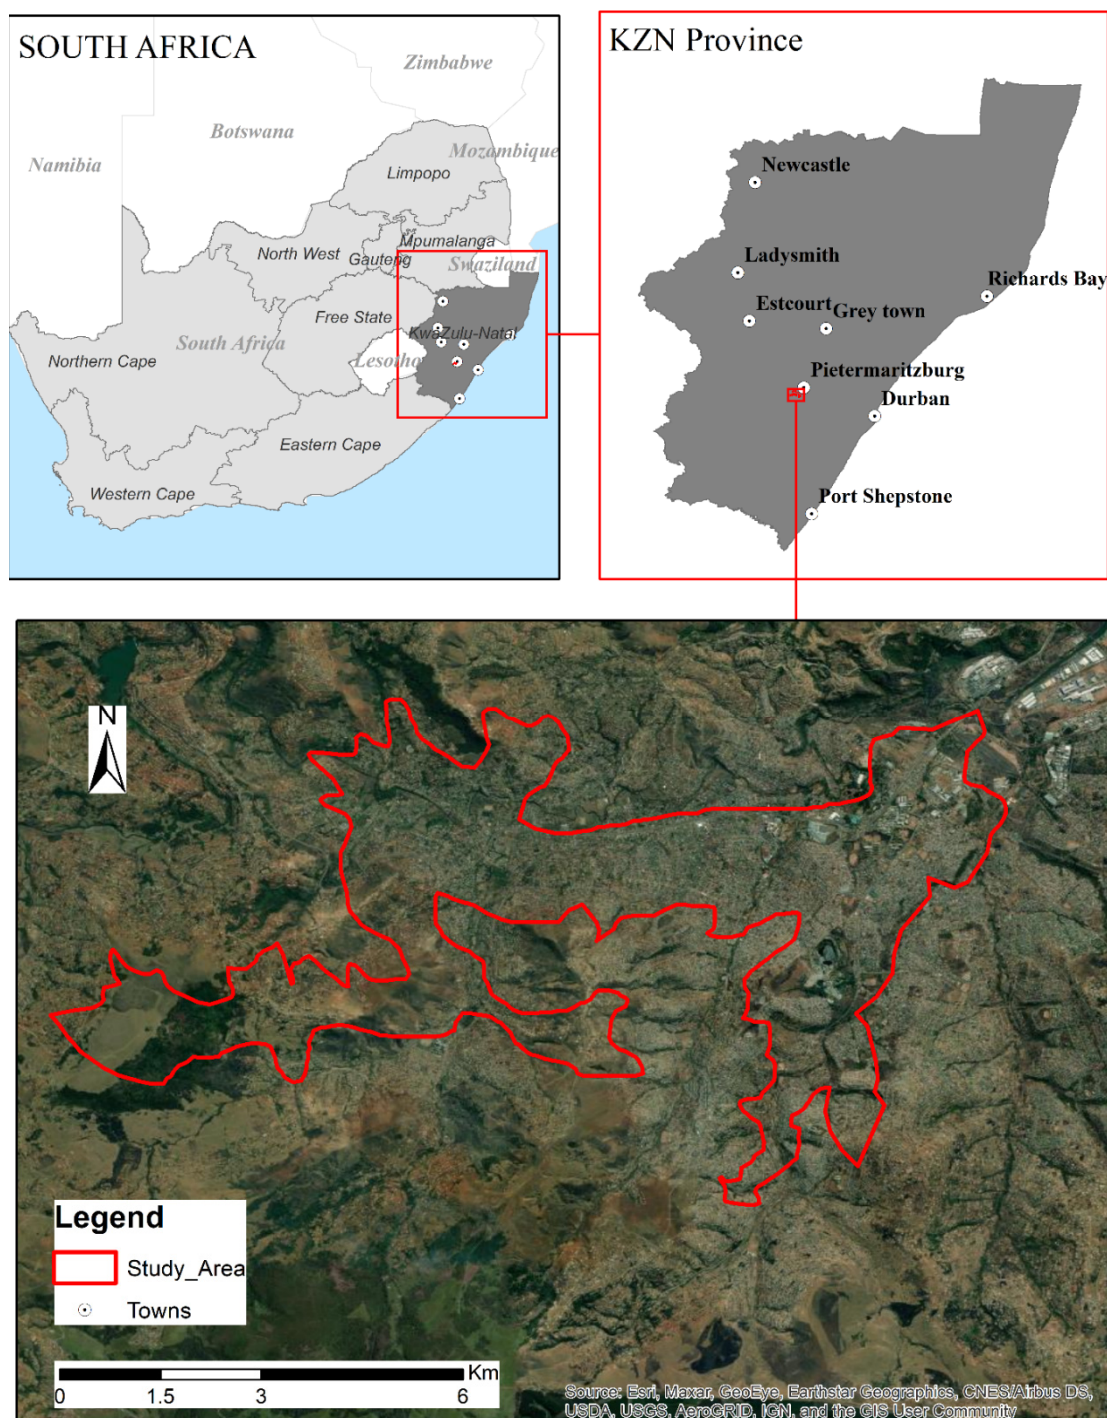 SOUTH AFRICA
Zimbabwe
Botswana
Namibia
Mozambique
Limpopo
North West
Mpumalanga
Gauteng
Swaziland
Free State
KwaZulu-Natal
South Africa
Lesotho
Northern Cape
Eastern Cape
Western Cape
KZN Province
Newcastle
Ladysmith
Richards Bay
Estcourt
Grey town
Pietermaritzburg
Durban
Port Shepstone
N
Legend
Study_Area
Towns
Km
0 1.5 3 6
Source: Esri, Maxar, GeoEye, Earthstar Geographics, CNES/Airbus DS,
USDA, USGS, AeroGRID, IGN, and the GIS User Community